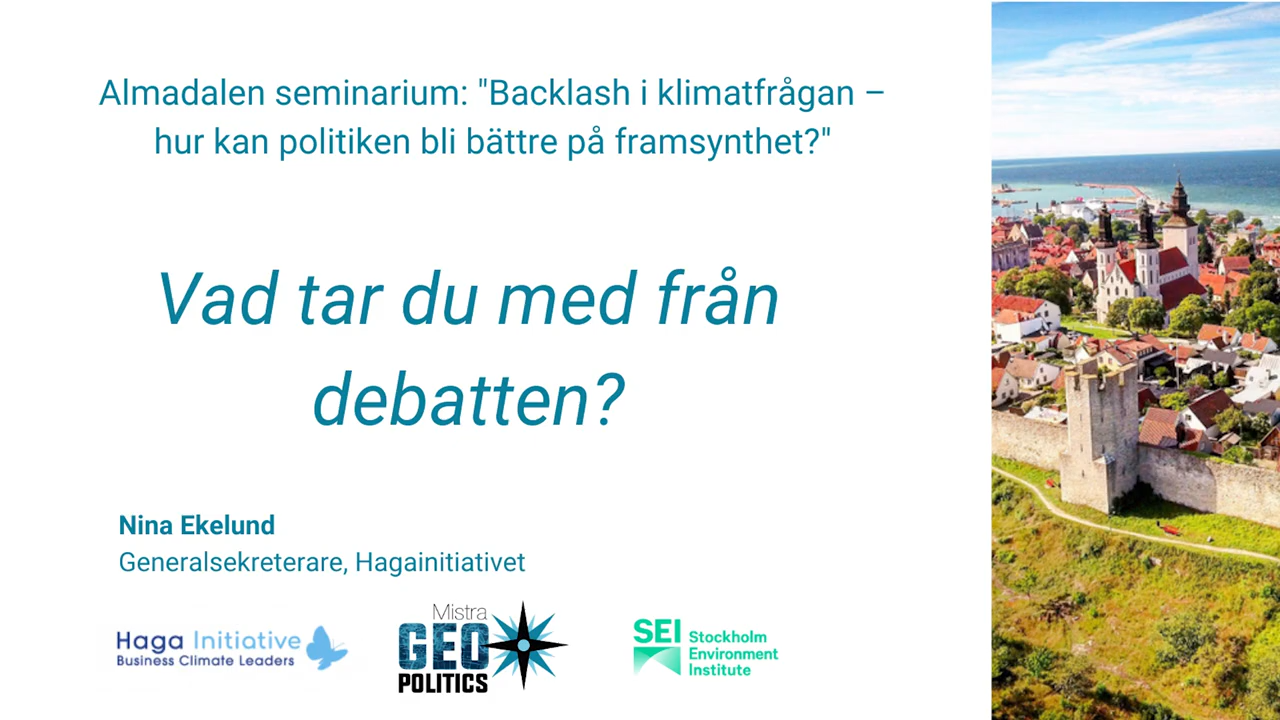 Almadalen seminarium: "Backlash i klimatfrågan –
hur kan politiken bli bättre på framsynthet?"
Vad tar du med från
debatten?
Nina Ekelund
Generalsekreterare, Hagainitiativet
Haga Initiative
Business Climate Leaders
Mistra
GEO
POLITICS
SEI Stockholm
Environment
Institute